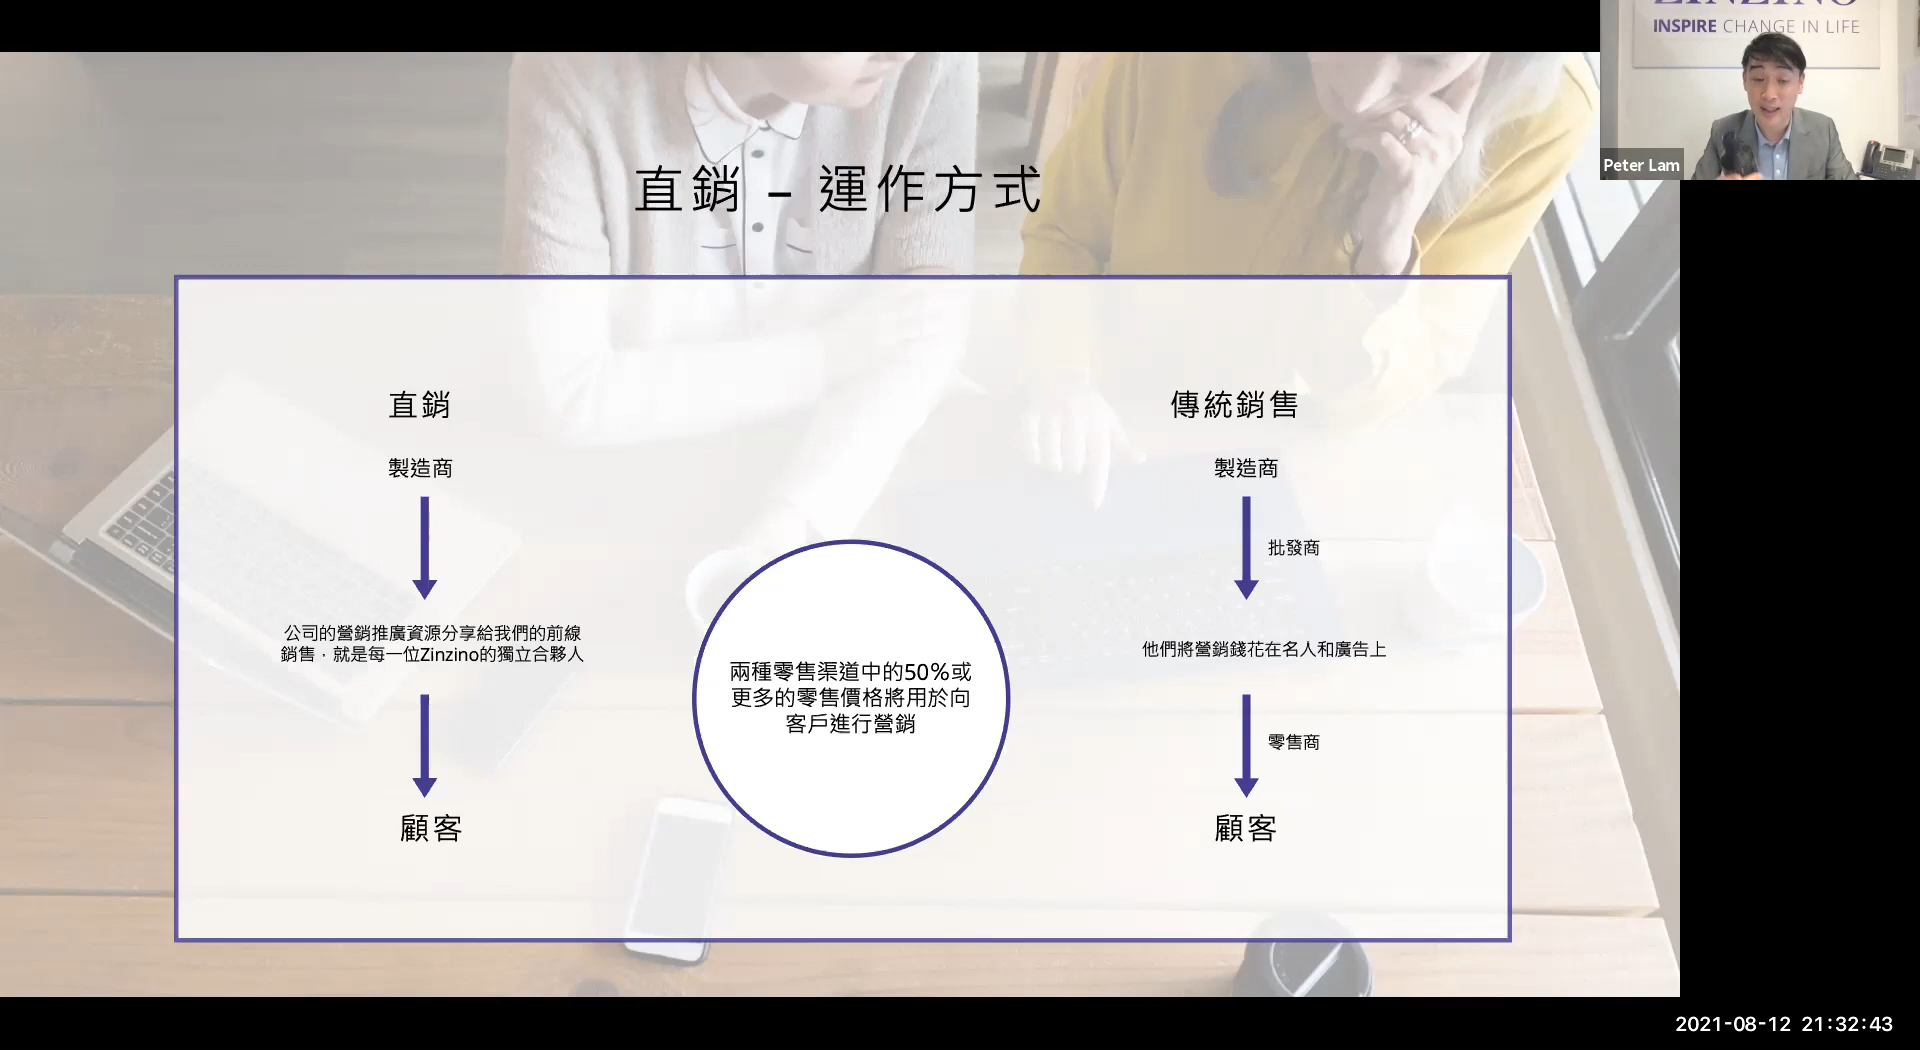 ZINZINO
INSPIRE CHANGE IN LIFE
Peter Lam
直銷 – 運作方式
直銷
製造商
公司的營銷推廣資源分享給我們的前線
銷售，就是每一位Zinzino的獨立合夥人
顧客
兩種零售渠道中的50%或
更多的零售價格將用於向
客戶進行營銷
傳統銷售
製造商
批發商
他們將營銷錢花在名人和廣告上
零售商
顧客
2021-08-12 21:32:43